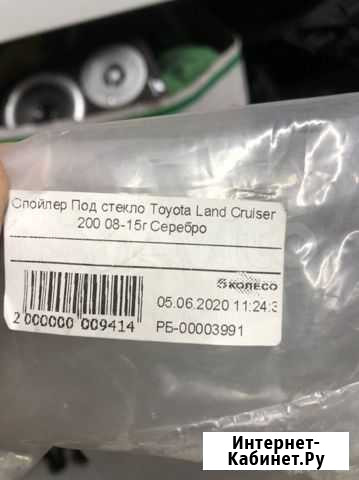 Спойлер Под стекло Toyota Land Cruiser
200 08-15г Серебро
5КОЛЕСО
05.06.2020 11:24:3
2 000000 009414
РБ-00003991
Интернет-
Кабинет.Ру